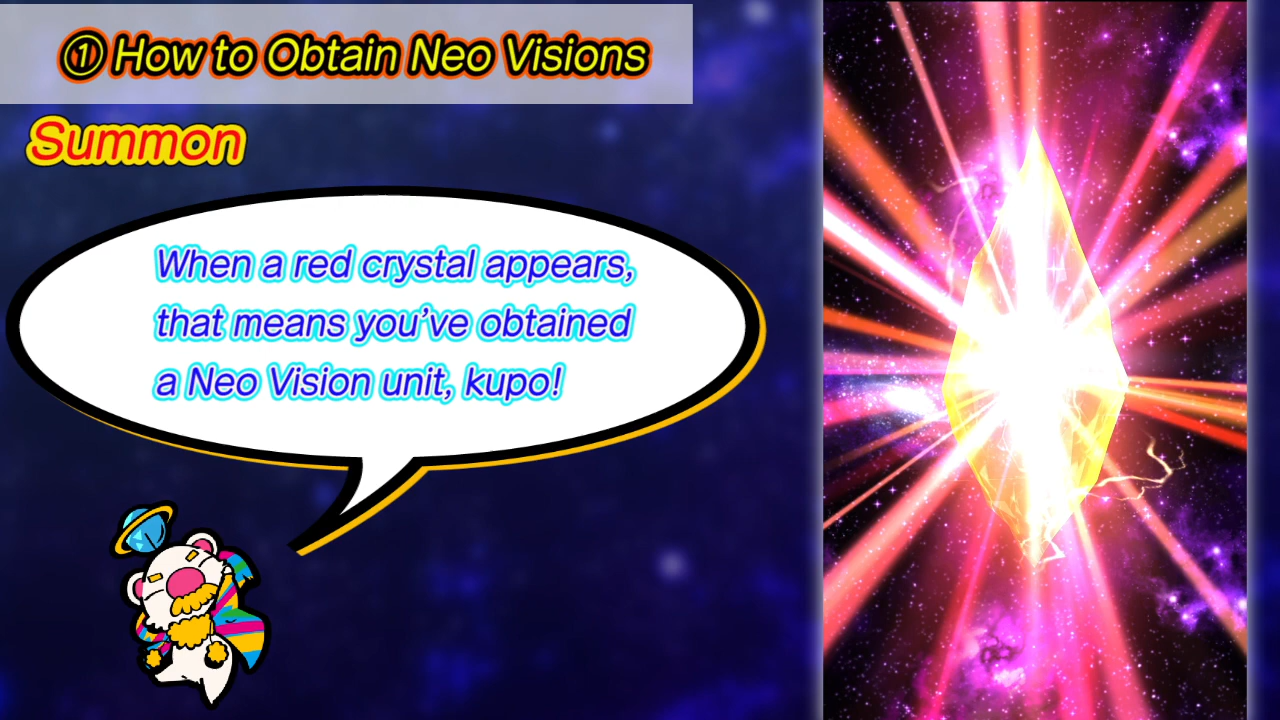 ① How to Obtain Neo Visions
Summon
When a red crystal appears,
that means you’ve obtained
a Neo Vision unit, kupo!